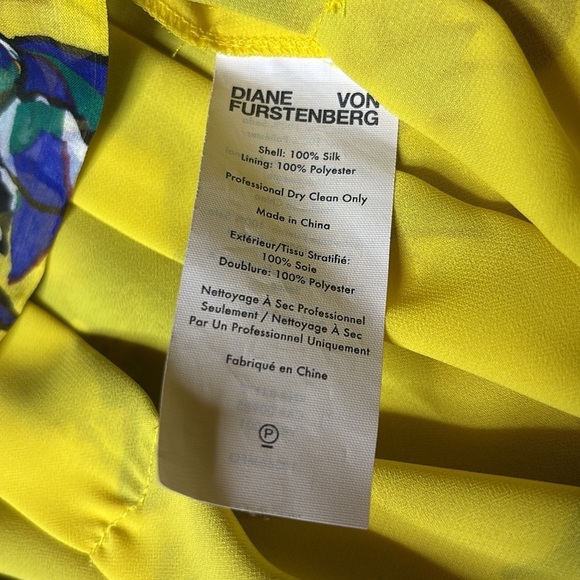 DIANE VON
FURSTENBERG
Shell: 100% Silk
Lining: 100% Polyester
Professional Dry Clean Only
Made in China
Extérieur/Tissu Stratifié:
100% Soie
Doublure: 100% Polyester
Nettoyage À Sec Professionnel
Seulement / Nettoyage À Sec
Par Un Professionnel Uniquement
Fabriqué en Chine
P